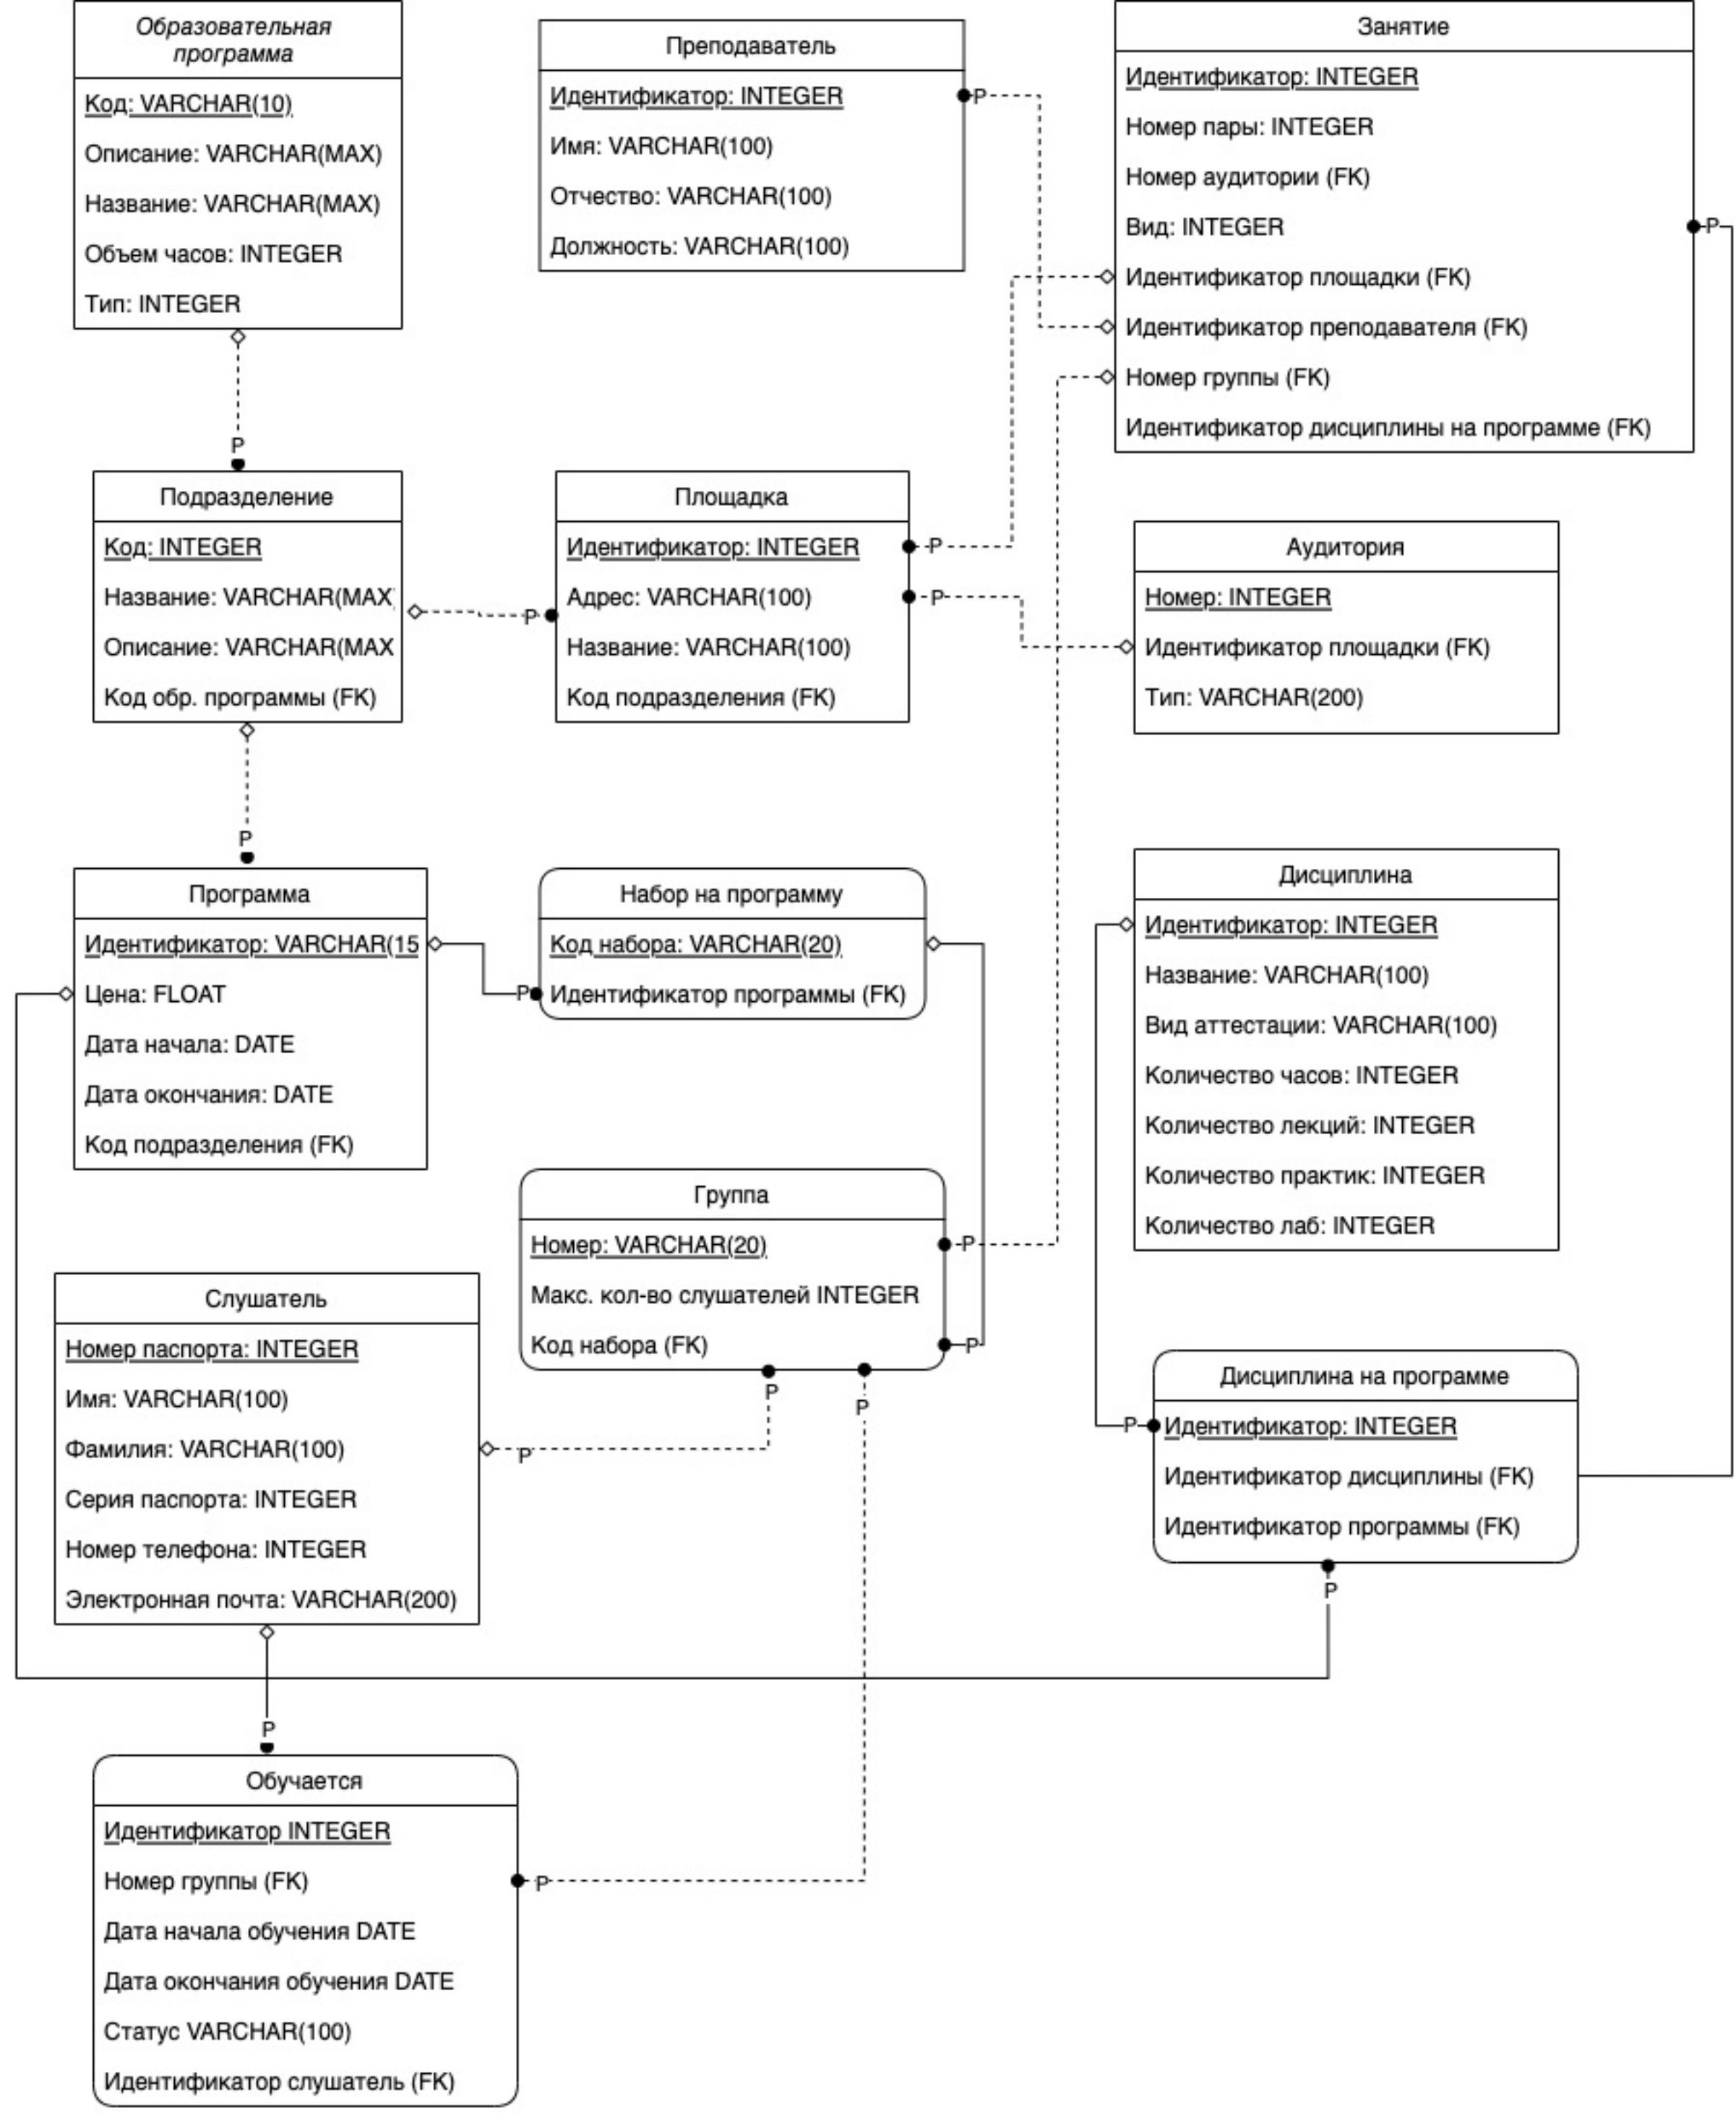 Образовательная
программа
Код: VARCHAR(10)
Описание: VARCHAR(MAX)
Название: VARCHAR(MAX)
Объем часов: INTEGER
Тип: INTEGER
Преподаватель
Идентификатор: INTEGER
Имя: VARCHAR(100)
Отчество: VARCHAR(100)
Должность: VARCHAR(100)
P
Занятие
Идентификатор: INTEGER
Номер пары: INTEGER
Номер аудитории (FK)
Вид: INTEGER
Идентификатор площадки (FK)
Идентификатор преподавателя (FK)
Номер группы (FK)
Идентификатор дисциплины на программе (FK)
P
P
Подразделение
Код: INTEGER
Название: VARCHAR(MAX)
Описание: VARCHAR(MAX
Код обр. программы (FK)
P
Площадка
Идентификатор: INTEGER
Адрес: VARCHAR(100)
Название: VARCHAR(100)
Код подразделения (FK)
P
P
Аудитория
Номер: INTEGER
Идентификатор площадки (FK)
Тип: VARCHAR(200)
P
Программа
Идентификатор: VARCHAR(15
Цена: FLOAT
Дата начала: DATE
Дата окончания: DATE
Код подразделения (FK)
P
Набор на программу
Код набора: VARCHAR(20)
Идентификатор программы (FK)
Дисциплина
Идентификатор: INTEGER
Название: VARCHAR(100)
Вид аттестации: VARCHAR(100)
Количество часов: INTEGER
Количество лекций: INTEGER
Количество практик: INTEGER
Количество лаб: INTEGER
Группа
Номер: VARCHAR(20)
Макс. кол-во слушателей INTEGER
Код набора (FK)
P
P
P
P
Слушатель
Номер паспорта: INTEGER
Имя: VARCHAR(100)
Фамилия: VARCHAR(100)
Серия паспорта: INTEGER
Номер телефона: INTEGER
Электронная почта: VARCHAR(200)
P
P
Дисциплина на программе
Идентификатор: INTEGER
Идентификатор дисциплины (FK)
Идентификатор программы (FK)
P
P
Обучается
Идентификатор INTEGER
Номер группы (FK)
Дата начала обучения DATE
Дата окончания обучения DATE
Статус VARCHAR(100)
Идентификатор слушатель (FK)
P